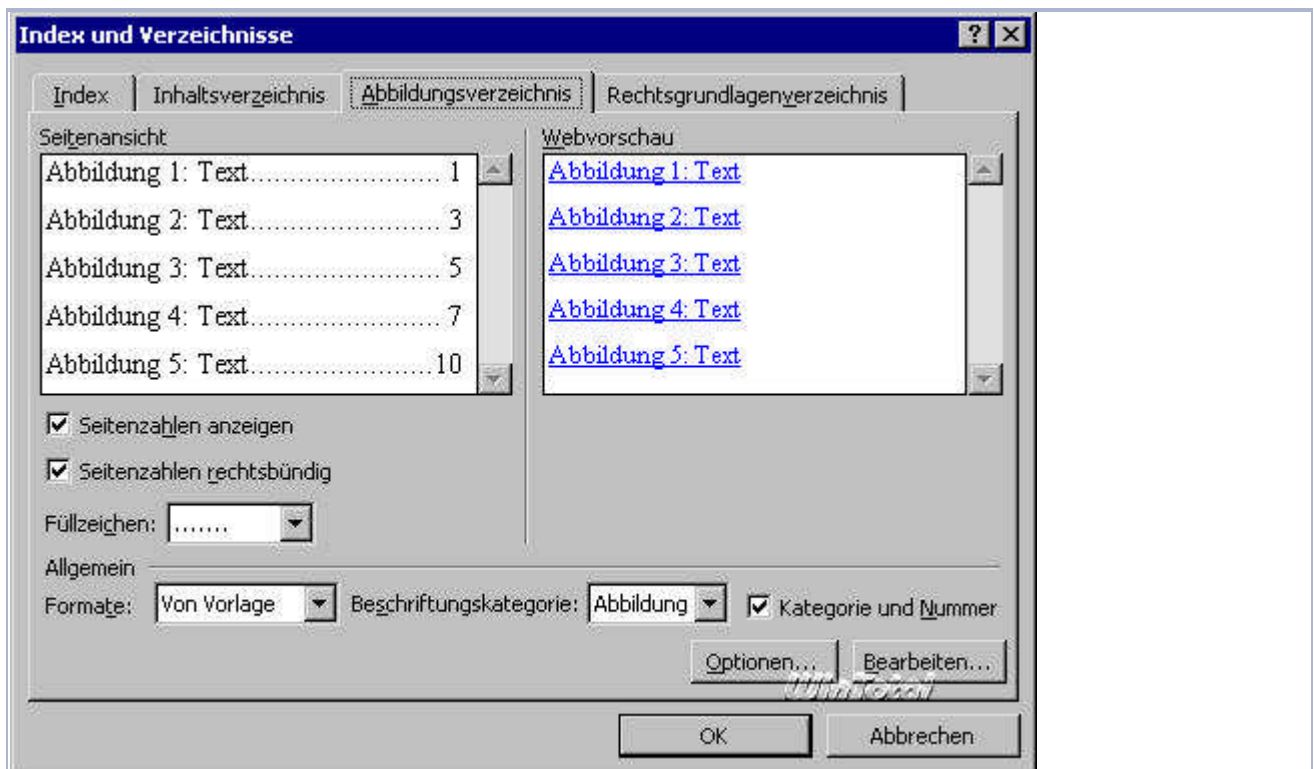 Index und Verzeichnisse
Index Inhaltsverzeichnis Abbildungsverzeichnis Rechtsgrundlagenverzeichnis
Seitenansicht Webvorschau
Abbildung 1: Text........................ 1 Abbildung 1: Text
Abbildung 2: Text........................ 3 Abbildung 2: Text
Abbildung 3: Text........................ 5 Abbildung 3: Text
Abbildung 4: Text........................ 7 Abbildung 4: Text
Abbildung 5: Text.......................10 Abbildung 5: Text
Seitenzahlen anzeigen
Seitenzahlen rechtsbündig
Füllzeichen: .......
Allgemein
Formate: Von Vorlage Beschriftungskategorie: Abbildung Kategorie und Nummer
Optionen... Bearbeiten...
WinTotal
OK Abbrechen